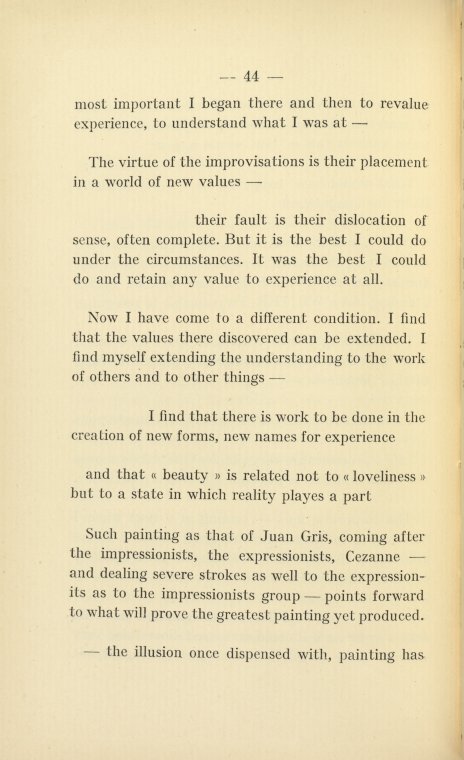 — 44 —
most important I began there and then to revalue
experience, to understand what I was at —
The virtue of the improvisations is their placement
in a world of new values —
their fault is their dislocation of
sense, often complete. But it is the best I could do
under the circumstances. It was the best I could
do and retain any value to experience at all.
Now I have come to a different condition. I find
that the values there discovered can be extended. I
find myself extending the understanding to the work
of others and to other things —
I find that there is work to be done in the
creation of new forms, new names for experience
and that « beauty » is related not to « loveliness »
but to a state in which reality playes a part
Such painting as that of Juan Gris, coming after
the impressionists, the expressionists, Cezanne —
and dealing severe strokes as well to the expression-
its as to the impressionists group — points forward
to what will prove the greatest painting yet produced.
— the illusion once dispensed with, painting has